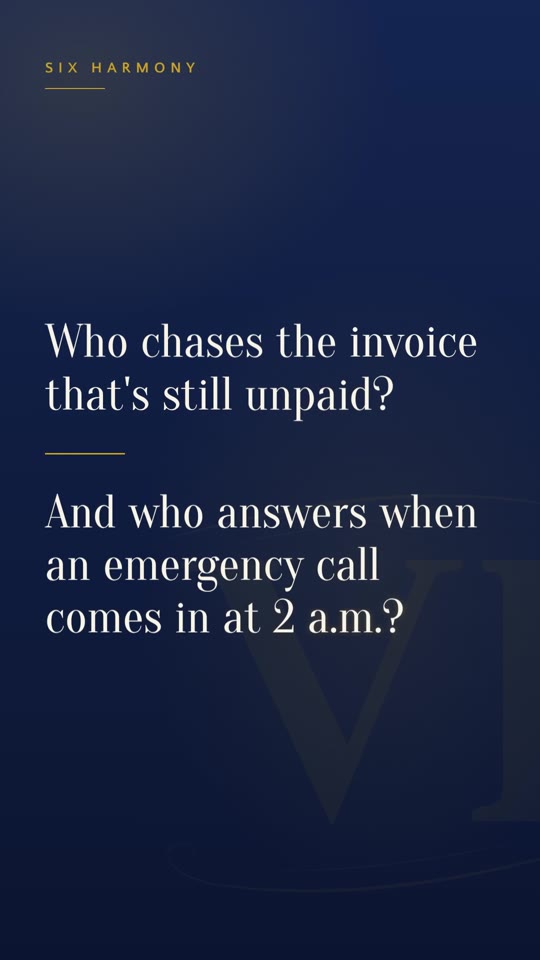 SIX HARMONY
Who chases the invoice
that's still unpaid?
And who answers when
an emergency call
comes in at 2 a.m.?
VI